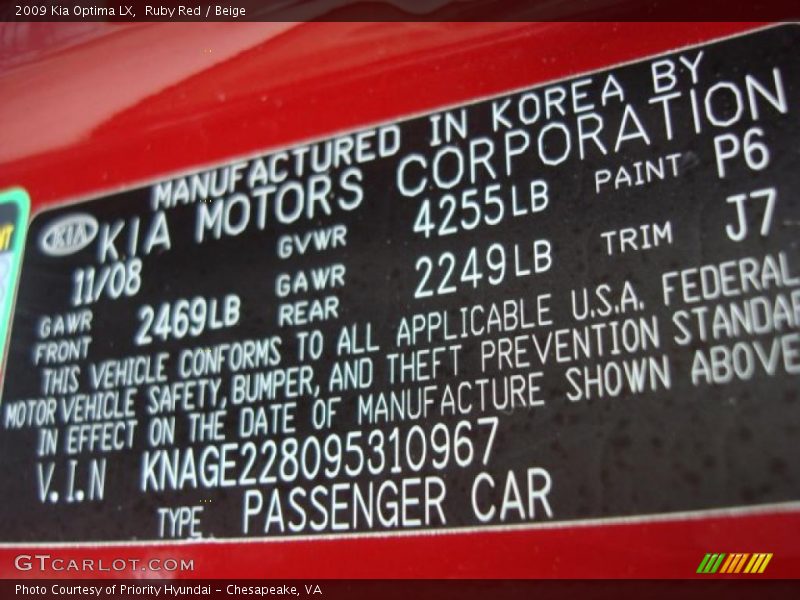 2009 Kia Optima LX,  Ruby Red / Beige
MANUFACTURED IN KOREA BY
KIA KIA MOTORS CORPORATION
11/08 GVWR 4255LB PAINT P6
GAWR FRONT 2469LB GAWR REAR 2249LB TRIM J7
THIS VEHICLE CONFORMS TO ALL APPLICABLE U.S.A. FEDERAL
MOTOR VEHICLE SAFETY, BUMPER, AND THEFT PREVENTION STANDAR
IN EFFECT ON THE DATE OF MANUFACTURE SHOWN ABOVE
V.I.N KNAGE228095310967
TYPE PASSENGER CAR
GTCARLOT.COM
Photo Courtesy of Priority Hyundai - Chesapeake, VA